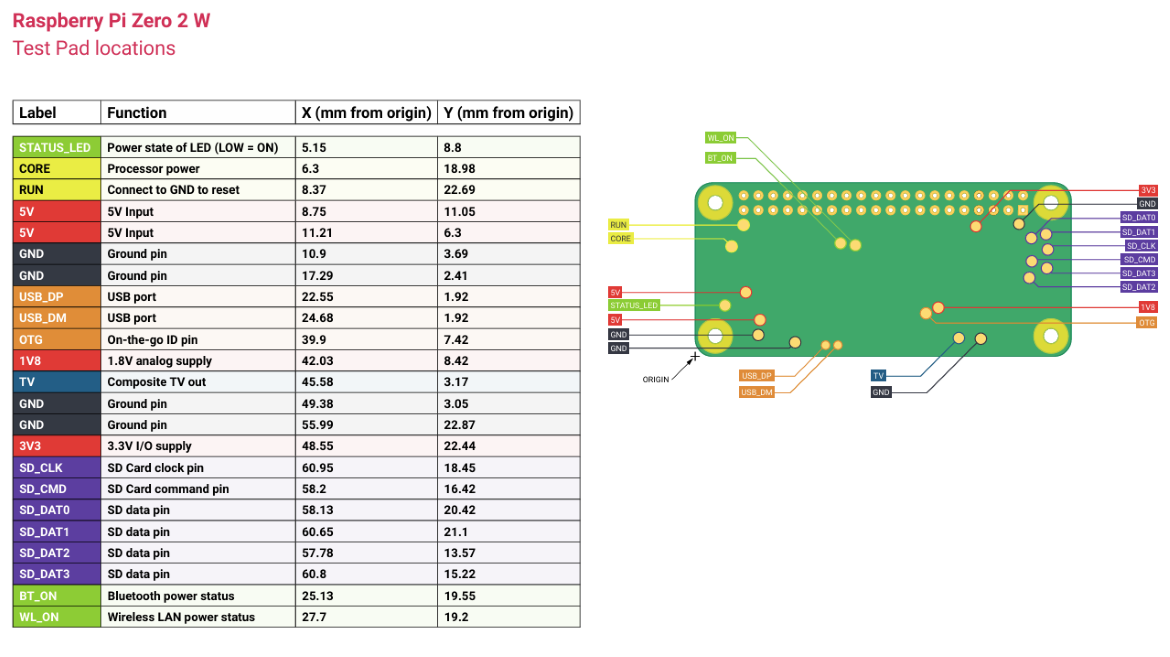 Raspberry Pi Zero 2 W
Test Pad locations
Label Function X (mm from origin) Y (mm from origin)
STATUS_LED Power state of LED (LOW = ON) 5.15 8.8
CORE Processor power 6.3 18.98
RUN Connect to GND to reset 8.37 22.69
5V 5V Input 8.75 11.05
5V 5V Input 11.21 6.3
GND Ground pin 10.9 3.69
GND Ground pin 17.29 2.41
USB_DP USB port 22.55 1.92
USB_DM USB port 24.68 1.92
OTG On-the-go ID pin 39.9 7.42
1V8 1.8V analog supply 42.03 8.42
TV Composite TV out 45.58 3.17
GND Ground pin 49.38 3.05
GND Ground pin 55.99 22.87
3V3 3.3V I/O supply 48.55 22.44
SD_CLK SD Card clock pin 60.95 18.45
SD_CMD SD Card command pin 58.2 16.42
SD_DAT0 SD data pin 58.13 20.42
SD_DAT1 SD data pin 60.65 21.1
SD_DAT2 SD data pin 57.78 13.57
SD_DAT3 SD data pin 60.8 15.22
BT_ON Bluetooth power status 25.13 19.55
WL_ON Wireless LAN power status 27.7 19.2
WL_ON
BT_ON
RUN
CORE
5V
STATUS_LED
5V
GND
GND
ORIGIN
USB_DP
USB_DM
TV
GND
3V3
GND
SD_DAT0
SD_DAT1
SD_CLK
SD_CMD
SD_DAT3
SD_DAT2
1V8
OTG